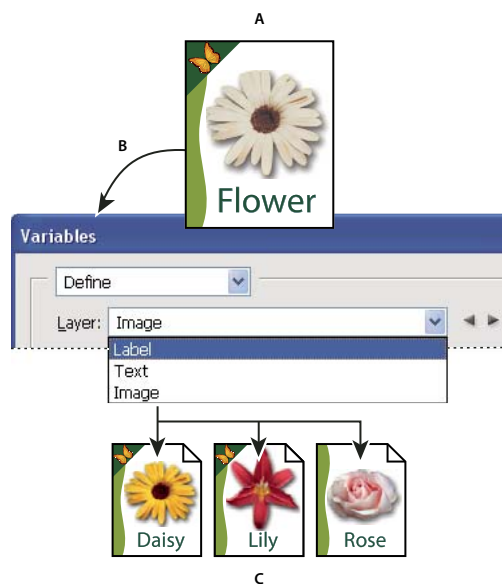 A
B
Flower
Variables
Define
Layer: Image
Label
Text
Image
Daisy
Lily
Rose
C